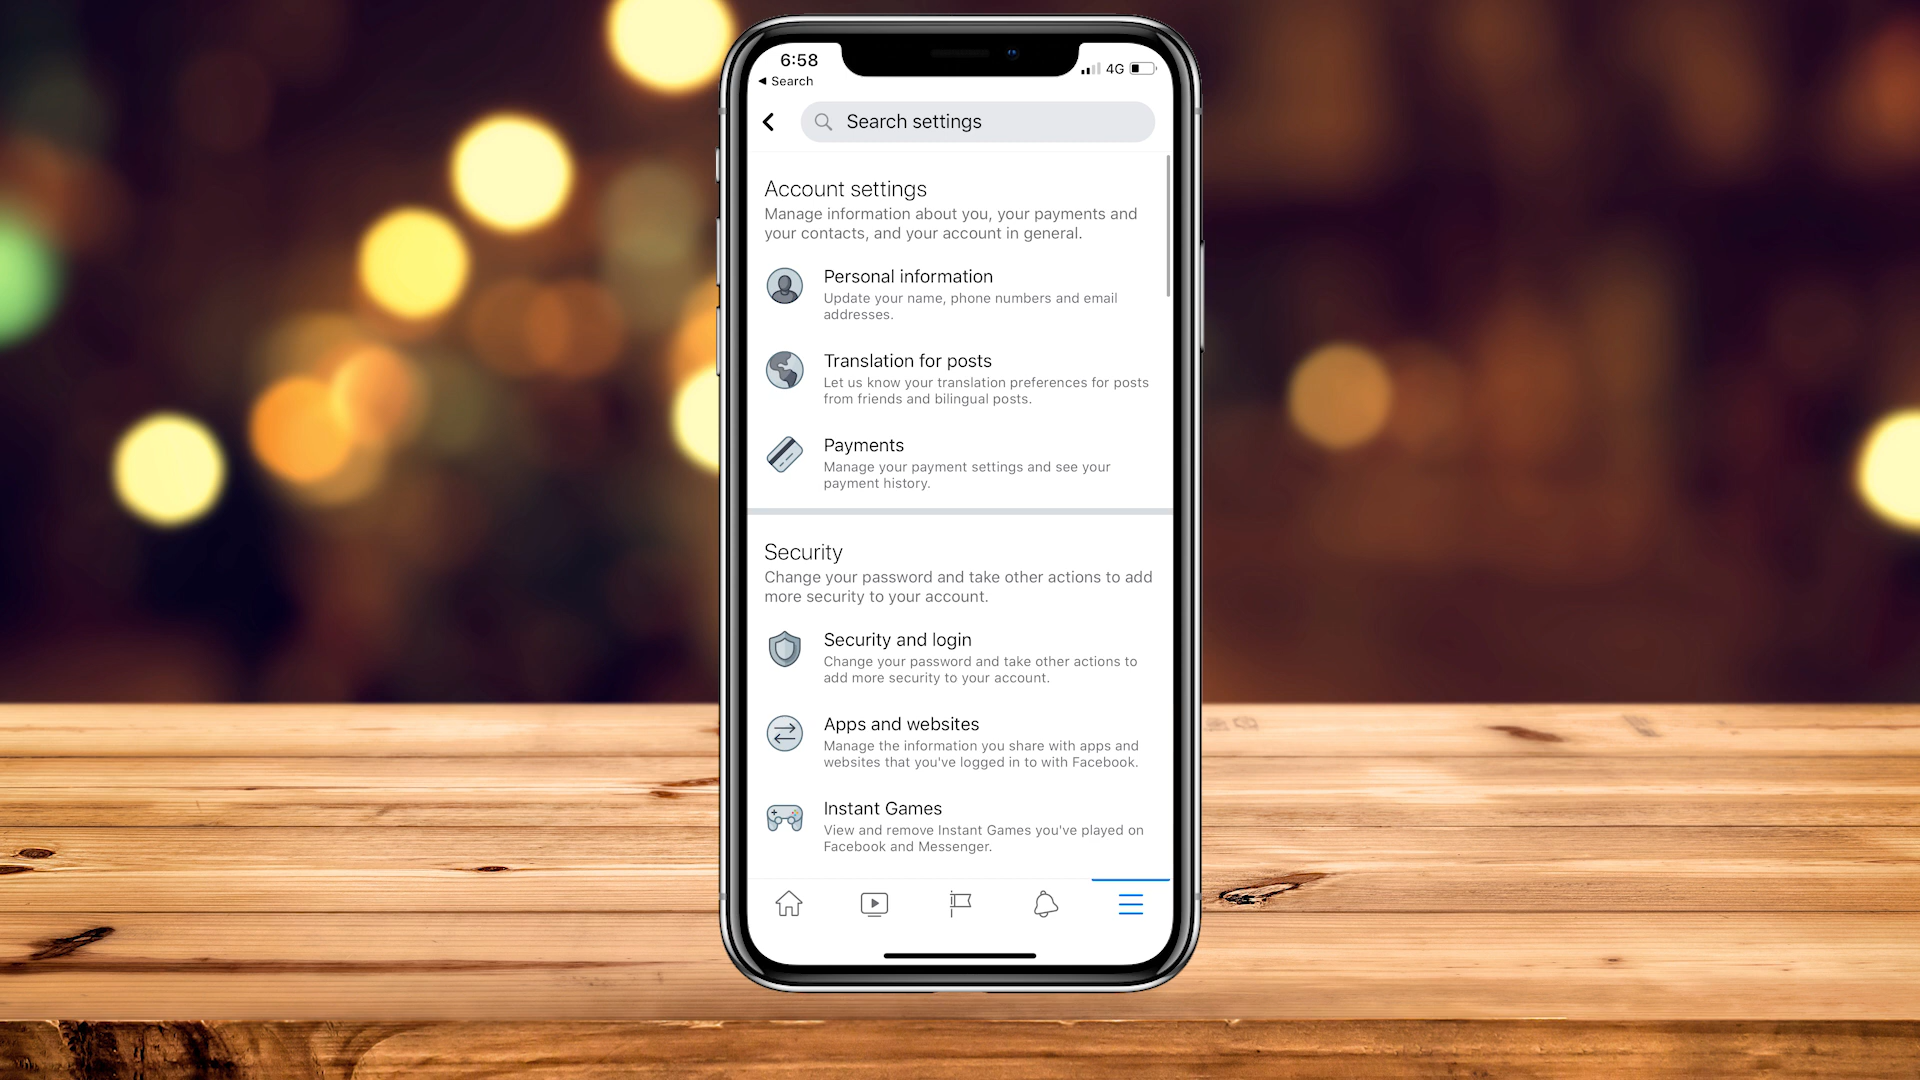 6:58
4G
◀ Search
Search settings
Account settings
Manage information about you, your payments and
your contacts, and your account in general.
Personal information
Update your name, phone numbers and email
addresses.
Translation for posts
Let us know your translation preferences for posts
from friends and bilingual posts.
Payments
Manage your payment settings and see your
payment history.
Security
Change your password and take other actions to add
more security to your account.
Security and login
Change your password and take other actions to
add more security to your account.
Apps and websites
Manage the information you share with apps and
websites that you've logged in to with Facebook.
Instant Games
View and remove Instant Games you've played on
Facebook and Messenger.